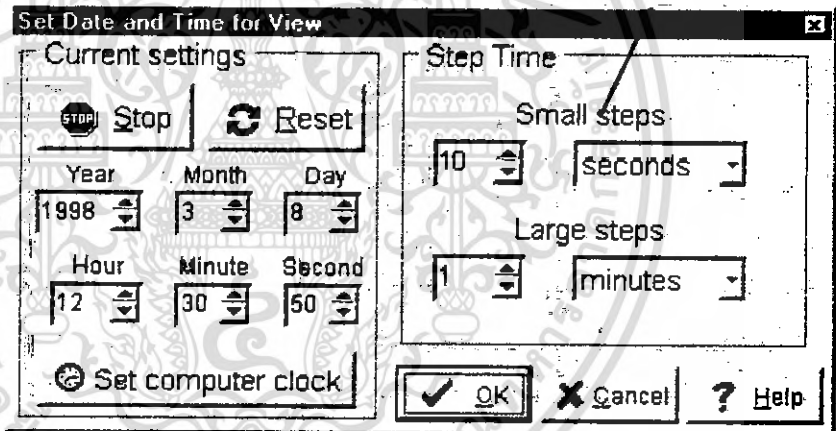 Set Date and Time for View
Current settings
STOP Stop
Reset
Year Month Day
1998 3 8
Hour Minute Second
12 30 50
Set computer clock
Step Time
Small steps
10 seconds
Large steps
1 minutes
OK Cancel ? Help